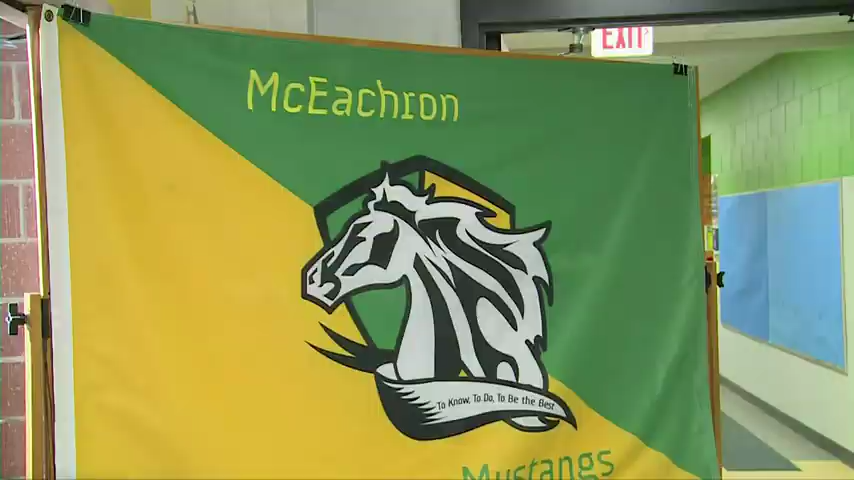 EXIT
McEachron
To Know, To Do, To Be the Best
Mustangs